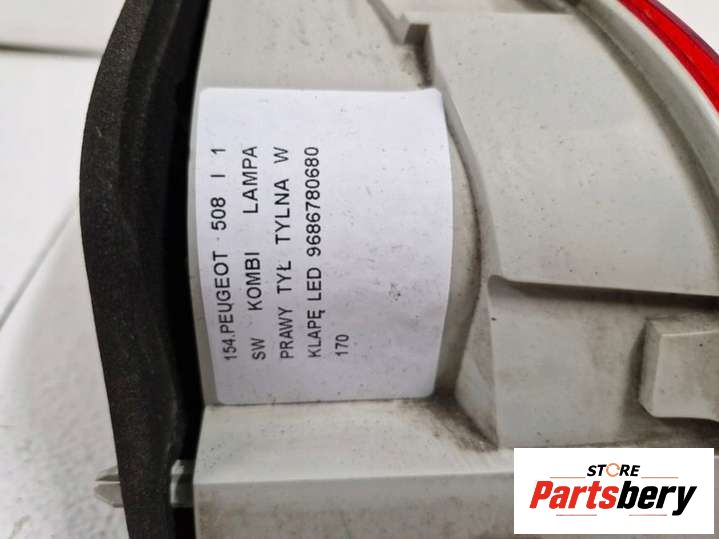 154.PEUGEOT 508 I 1
SW KOMBI LAMPA
PRAWY TYŁ TYLNA W
KLAPĘ LED 9686780680
170
STORE
Partsbery